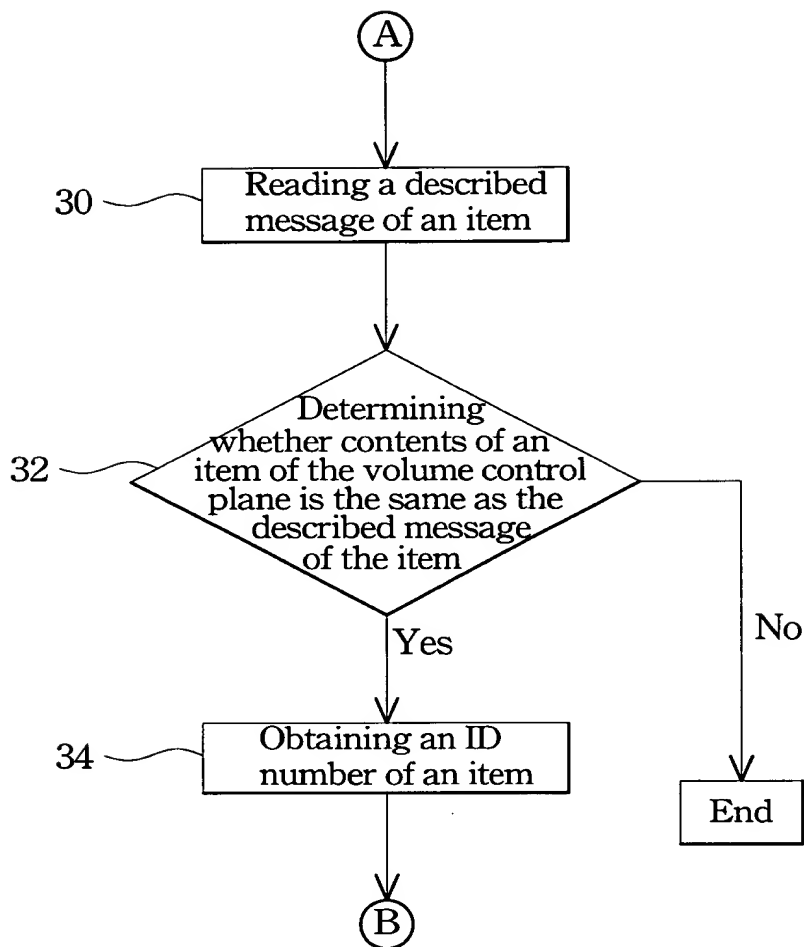 A
30
Reading a described
message of an item
32
Determining
whether contents of an
item of the volume control
plane is the same as the
described message
of the item
Yes
No
34
Obtaining an ID
number of an item
End
B